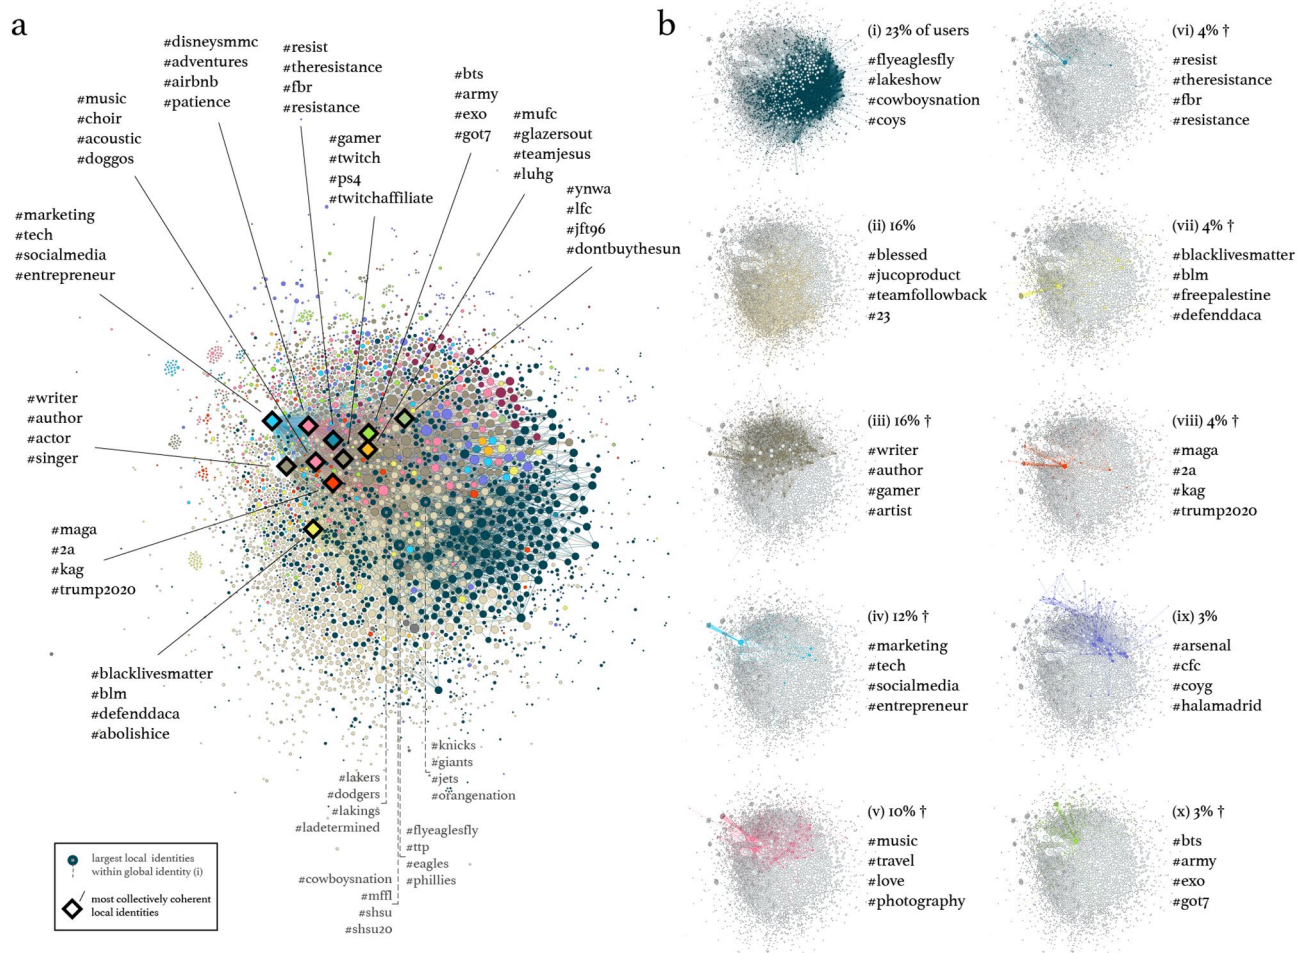 a
#disneysmmc
#adventures
#airbnb
#patience
#resist
#theresistance
#fbr
#resistance
#bts
#army
#exo
#got7
#music
#choir
#acoustic
#doggos
#gamer
#twitch
#ps4
#twitchaffiliate
#mufc
#glazersout
#teamjesus
#luhg
#ynwa
#lfc
#jft96
#dontbuythesun
#marketing
#tech
#socialmedia
#entrepreneur
#writer
#author
#actor
#singer
#maga
#2a
#kag
#trump2020
#blacklivesmatter
#blm
#defenddaca
#abolishice
#knicks
#giants
#jets
#orangenation
#lakers
#dodgers
#lakings
#ladetermined
#flyeaglesfly
#ttp
#eagles
#phillies
#cowboysnation
#mffl
#shsu
#shsu20
largest local identities
within global identity (i)
most collectively coherent
local identities
b
(i) 23% of users
#flyeaglesfly
#lakeshow
#cowboysnation
#coys
(ii) 16%
#blessed
#jucoproduct
#teamfollowback
#23
(iii) 16% †
#writer
#author
#gamer
#artist
(iv) 12% †
#marketing
#tech
#socialmedia
#entrepreneur
(v) 10% †
#music
#travel
#love
#photography
(vi) 4% †
#resist
#theresistance
#fbr
#resistance
(vii) 4% †
#blacklivesmatter
#blm
#freepalestine
#defenddaca
(viii) 4% †
#maga
#2a
#kag
#trump2020
(ix) 3%
#arsenal
#cfc
#coyg
#halamadrid
(x) 3% †
#bts
#army
#exo
#got7